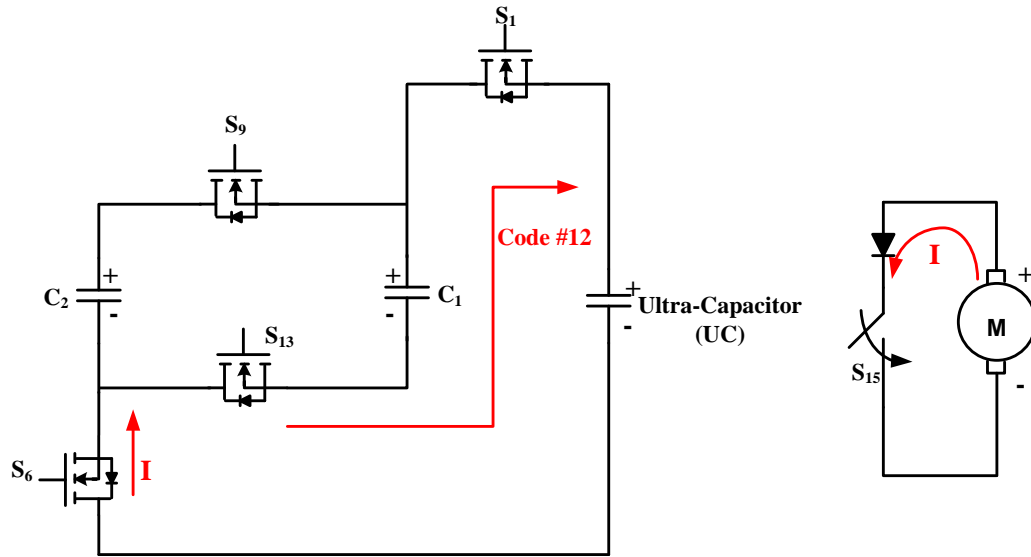 S1
S9
Code #12
+
C2
-
+
C1
-
+
Ultra-Capacitor
-
(UC)
S13
S6
I
I
+
M
-
S15